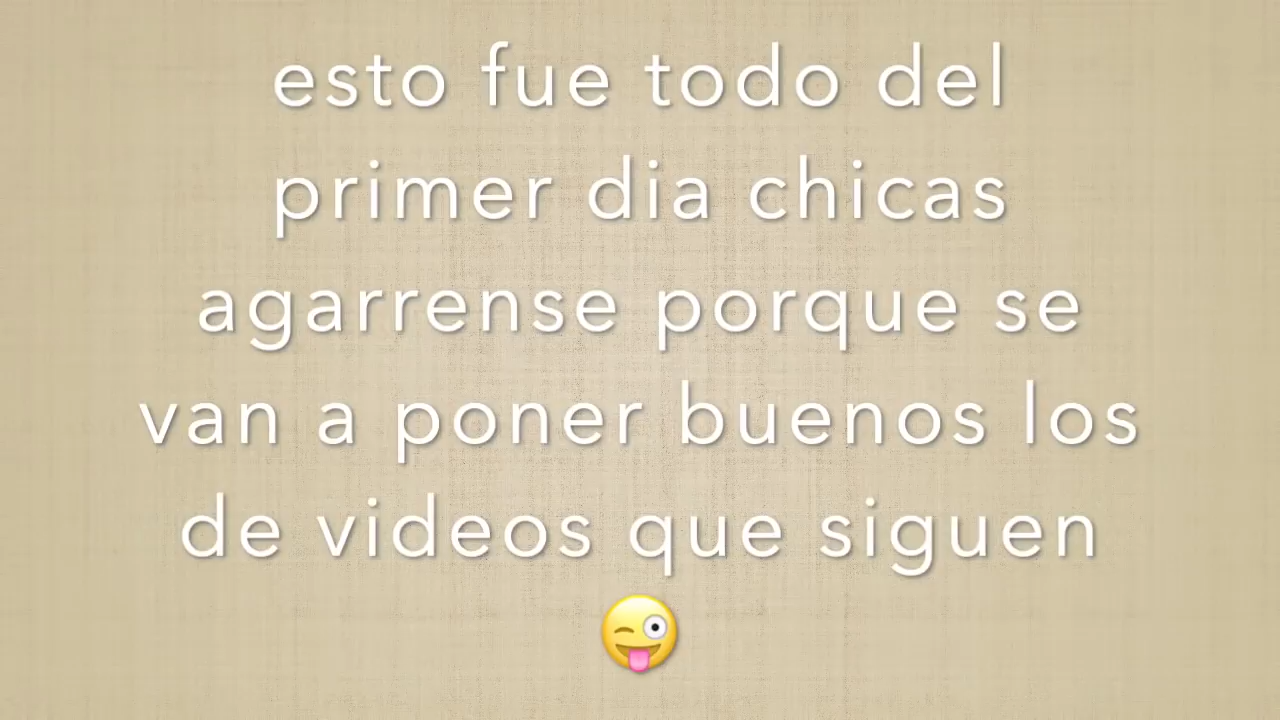 esto fue todo del
primer dia chicas
agarrense porque se
van a poner buenos los
de videos que siguen
😜